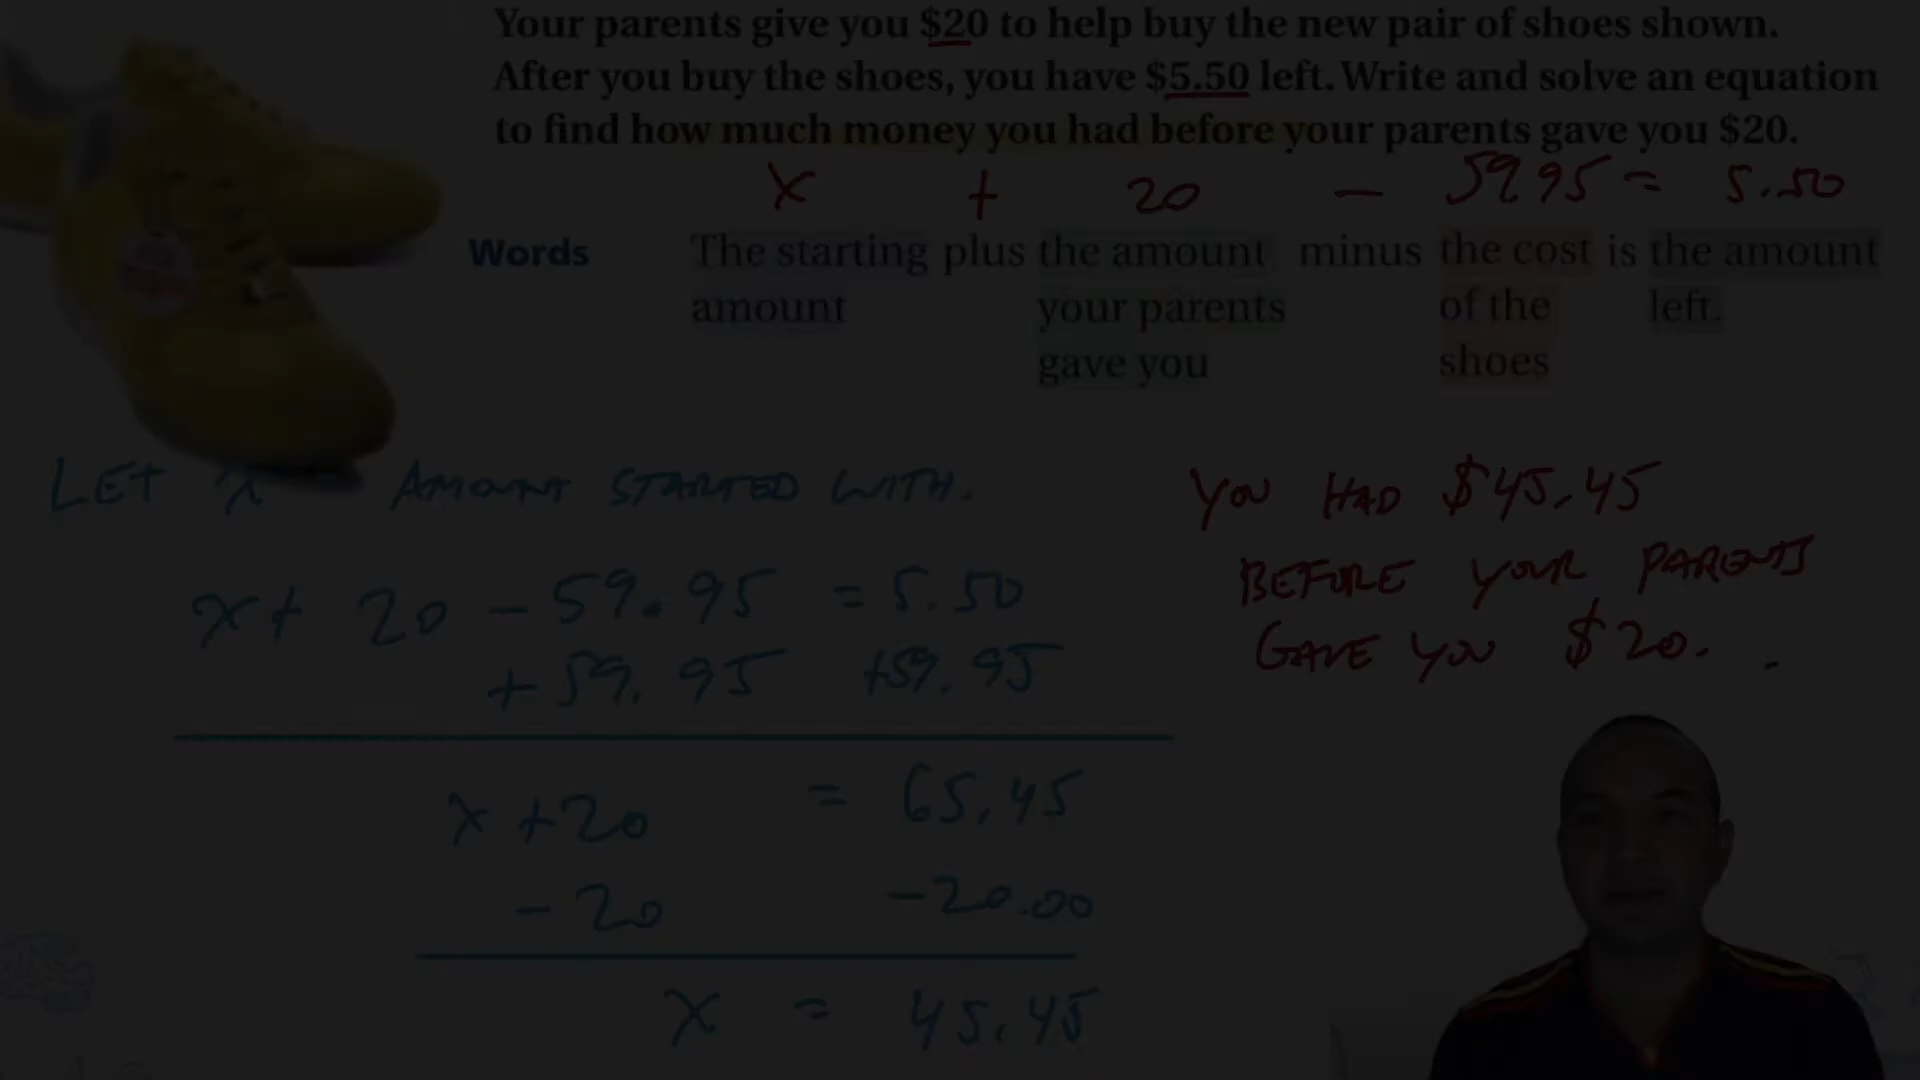 Your parents give you $20 to help buy the new pair of shoes shown.
After you buy the shoes, you have $5.50 left. Write and solve an equation
to find how much money you had before your parents gave you $20.
x + 20 - 5995 = 5.50
Words The starting plus the amount minus the cost is the amount
amount your parents of the left.
gave you shoes
LET x = AMOUNT STARTED WITH.
x + 20 - 59.95 = 5.50
+ 59.95 +59.95
x + 20 = 65.45
- 20 -20.00
x = 45.45
YOU HAD $45.45
BEFORE YOUR PARENTS
GAVE YOU $20.